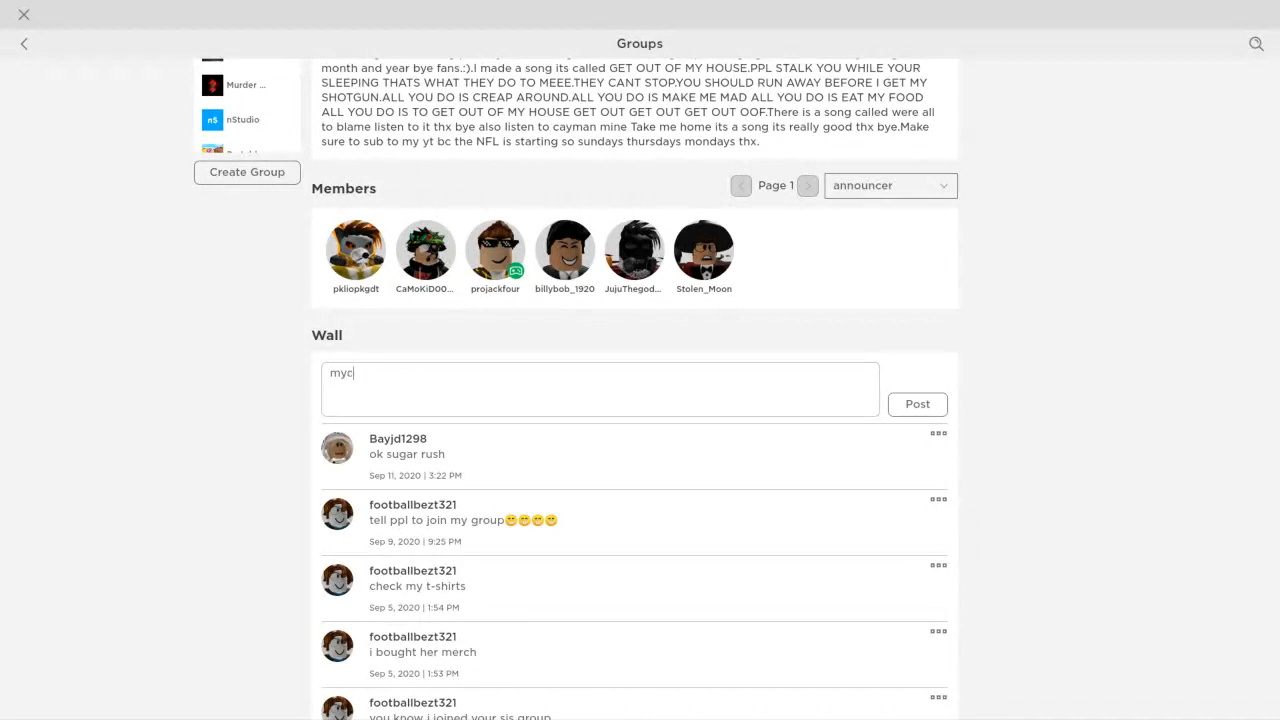 Groups
month and year bye fans.:).I made a song its called GET OUT OF MY HOUSE.PPL STALK YOU WHILE YOUR
SLEEPING THATS WHAT THEY DO TO MEEE.THEY CANT STOP.YOU SHOULD RUN AWAY BEFORE I GET MY
SHOTGUN.ALL YOU DO IS CREAP AROUND.ALL YOU DO IS MAKE ME MAD ALL YOU DO IS EAT MY FOOD
ALL YOU DO IS TO GET OUT OF MY HOUSE GET OUT GET OUT GET OUT OOF.There is a song called were all
to blame listen to it thx bye also listen to cayman mine Take me home its a song its really good thx bye.Make
sure to sub to my yt bc the NFL is starting so sundays thursdays mondays thx.
Murder ...
nS nStudio
Create Group
Members
Page 1
announcer
pkliopkgdt
CaMoKiD00...
projackfour
billybob_1920
JujuThegod...
Stolen_Moon
Wall
myc
Post
Bayjd1298
ok sugar rush
Sep 11, 2020 | 3:22 PM
footballbezt321
tell ppl to join my group😁😁😁😁
Sep 9, 2020 | 9:25 PM
footballbezt321
check my t-shirts
Sep 5, 2020 | 1:54 PM
footballbezt321
i bought her merch
Sep 5, 2020 | 1:53 PM
footballbezt321
you know i joined your sis group